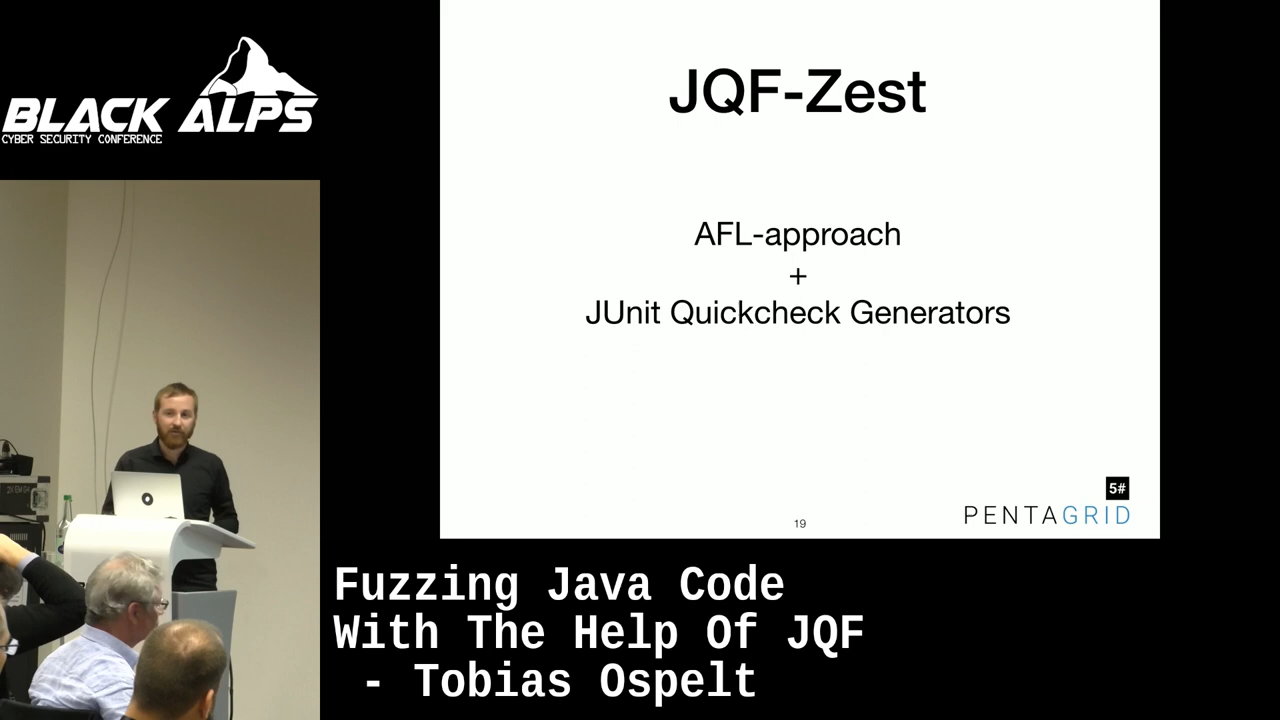 BLACK ALPS
CYBER SECURITY CONFERENCE
JQF-Zest
AFL-approach
+
JUnit Quickcheck Generators
5#
PENTAGRID
19
Fuzzing Java Code
With The Help Of JQF
- Tobias Ospelt